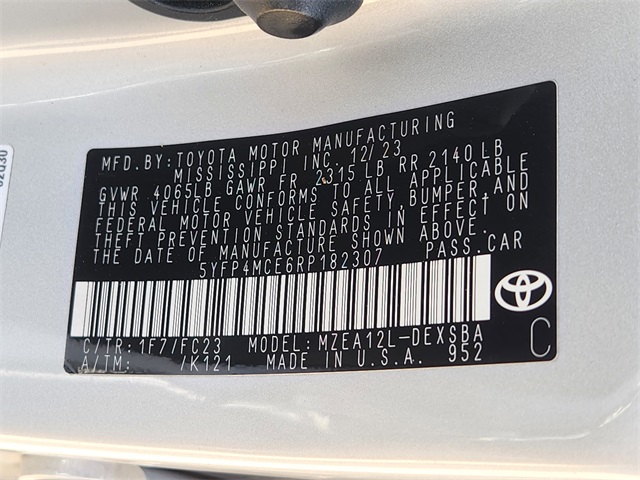 MFD.BY:TOYOTA MOTOR MANUFACTURING
MISSISSIPPI INC. 12/23
GVWR 4065LB GAWR FR 2315 LB RR 2140 LB
THIS VEHICLE CONFORMS TO ALL APPLICABLE
FEDERAL MOTOR VEHICLE SAFETY, BUMPER, AND
THEFT PREVENTION STANDARDS IN EFFECT ON
THE DATE OF MANUFACTURE SHOWN ABOVE.
5YFP4MCE6RP182307 PASS.CAR
C/TR:1F7/FC23 MODEL:MZEA12L-DEXSBA
A/TM: /K121 MADE IN U.S.A. 952
C